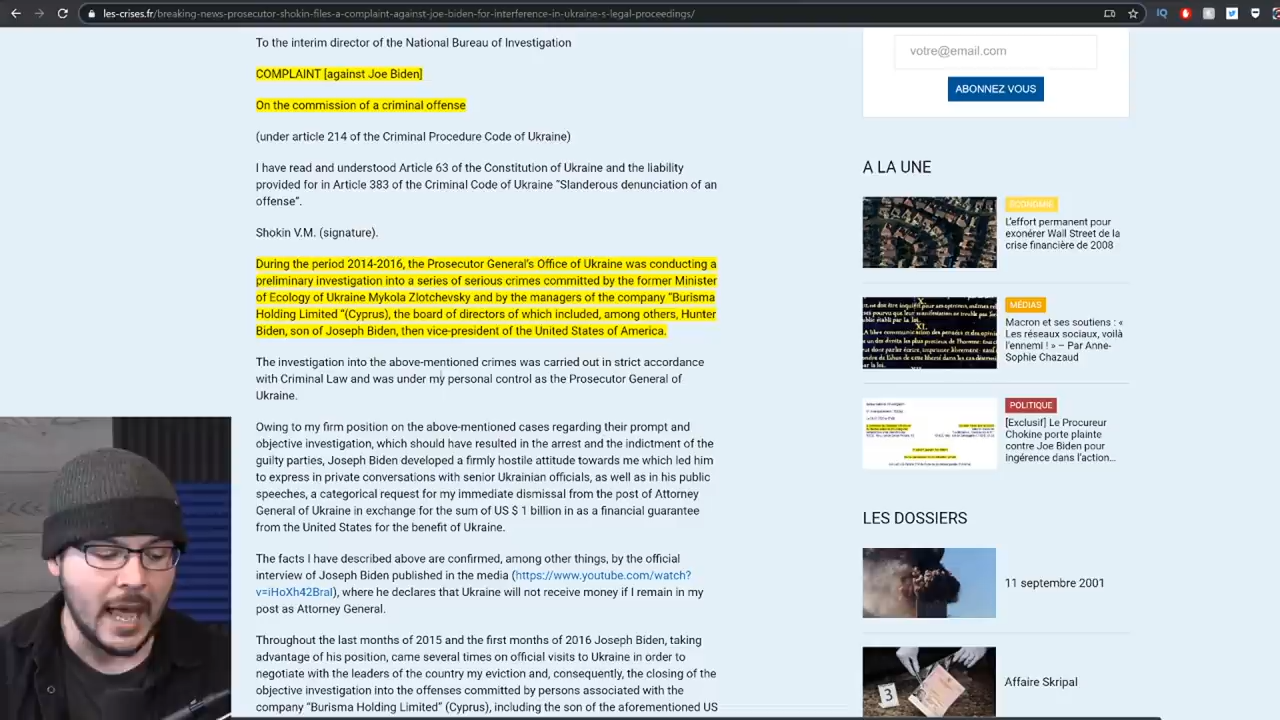 les-crises.fr/breaking-news-prosecutor-shokin-files-a-complaint-against-joe-biden-for-interference-in-ukraine-s-legal-proceedings/
To the interim director of the National Bureau of Investigation
COMPLAINT [against Joe Biden]
On the commission of a criminal offense
(under article 214 of the Criminal Procedure Code of Ukraine)
I have read and understood Article 63 of the Constitution of Ukraine and the liability
provided for in Article 383 of the Criminal Code of Ukraine “Slanderous denunciation of an
offense”.
Shokin V.M. (signature).
During the period 2014-2016, the Prosecutor General’s Office of Ukraine was conducting a
preliminary investigation into a series of serious crimes committed by the former Minister
of Ecology of Ukraine Mykola Zlotchevsky and by the managers of the company “Burisma
Holding Limited “(Cyprus), the board of directors of which included, among others, Hunter
Biden, son of Joseph Biden, then vice-president of the United States of America.
The investigation into the above-mentioned crimes was carried out in strict accordance
with Criminal Law and was under my personal control as the Prosecutor General of
Ukraine.
Owing to my firm position on the above-mentioned cases regarding their prompt and
objective investigation, which should have resulted in the arrest and the indictment of the
guilty parties, Joseph Biden developed a firmly hostile attitude towards me which led him
to express in private conversations with senior Ukrainian officials, as well as in his public
speeches, a categorical request for my immediate dismissal from the post of Attorney
General of Ukraine in exchange for the sum of US $ 1 billion in as a financial guarantee
from the United States for the benefit of Ukraine.
The facts I have described above are confirmed, among other things, by the official
interview of Joseph Biden published in the media (https://www.youtube.com/watch?
v=iHoXh42BraI), where he declares that Ukraine will not receive money if I remain in my
post as Attorney General.
Throughout the last months of 2015 and the first months of 2016 Joseph Biden, taking
advantage of his position, came several times on official visits to Ukraine in order to
negotiate with the leaders of the country my eviction and, consequently, the closing of the
objective investigation into the offenses committed by persons associated with the
company “Burisma Holding Limited” (Cyprus), including the son of the aforementioned US
votre@email.com
ABONNEZ VOUS
A LA UNE
ÉCONOMIE
L’effort permanent pour
exonérer Wall Street de la
crise financière de 2008
MÉDIAS
Macron et ses soutiens : «
Les réseaux sociaux, voilà
l’ennemi ! » – Par Anne-
Sophie Chazaud
POLITIQUE
[Exclusif] Le Procureur
Chokine porte plainte
contre Joe Biden pour
ingérence dans l’action...
LES DOSSIERS
11 septembre 2001
3
Affaire Skripal